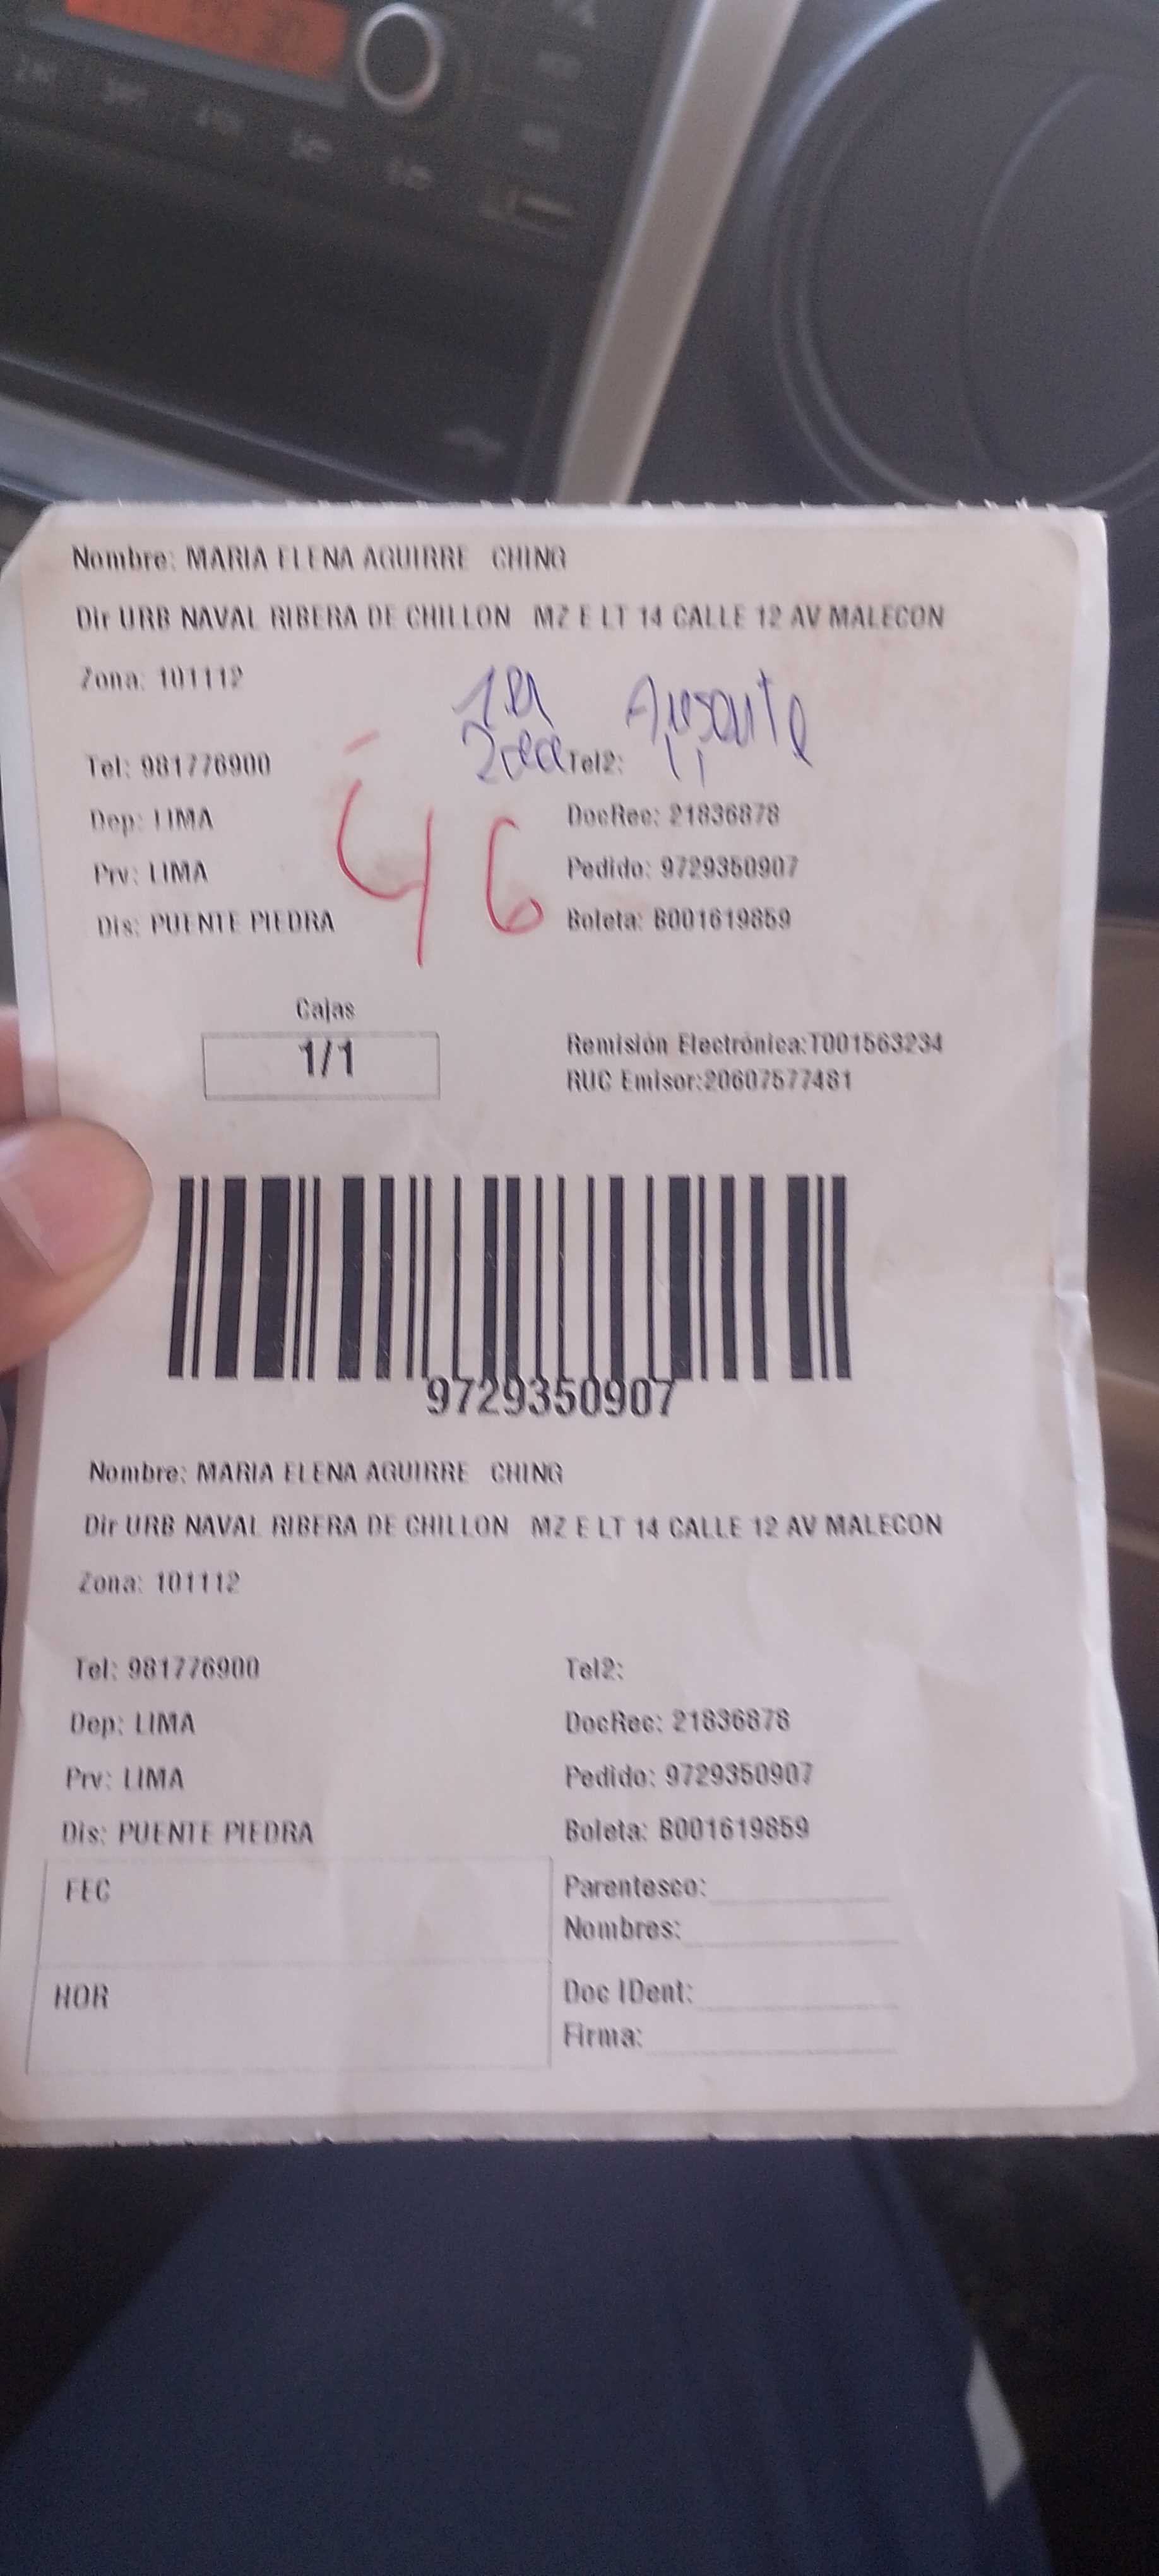 Nombre: MARIA ELENA AGUIRRE CHING
Dir URB NAVAL RIBERA DE CHILLON MZ E LT 14 CALLE 12 AV MALECON
Zona: 101112
1er Ausente
2da 11
Tel: 981776900 Tel2:
Dep: LIMA DocRec: 21836878
Prv: LIMA Pedido: 9729350907
Dis: PUENTE PIEDRA Boleta: B001619859
46
Cajas
1/1
Remisión Electrónica:T001563234
RUC Emisor:20607577481
9729350907
Nombre: MARIA ELENA AGUIRRE CHING
Dir URB NAVAL RIBERA DE CHILLON MZ E LT 14 CALLE 12 AV MALECON
Zona: 101112
Tel: 981776900 Tel2:
Dep: LIMA DocRec: 21836878
Prv: LIMA Pedido: 9729350907
Dis: PUENTE PIEDRA Boleta: B001619859
FEC Parentesco:
Nombres:
HOR Doc IDent:
Firma: